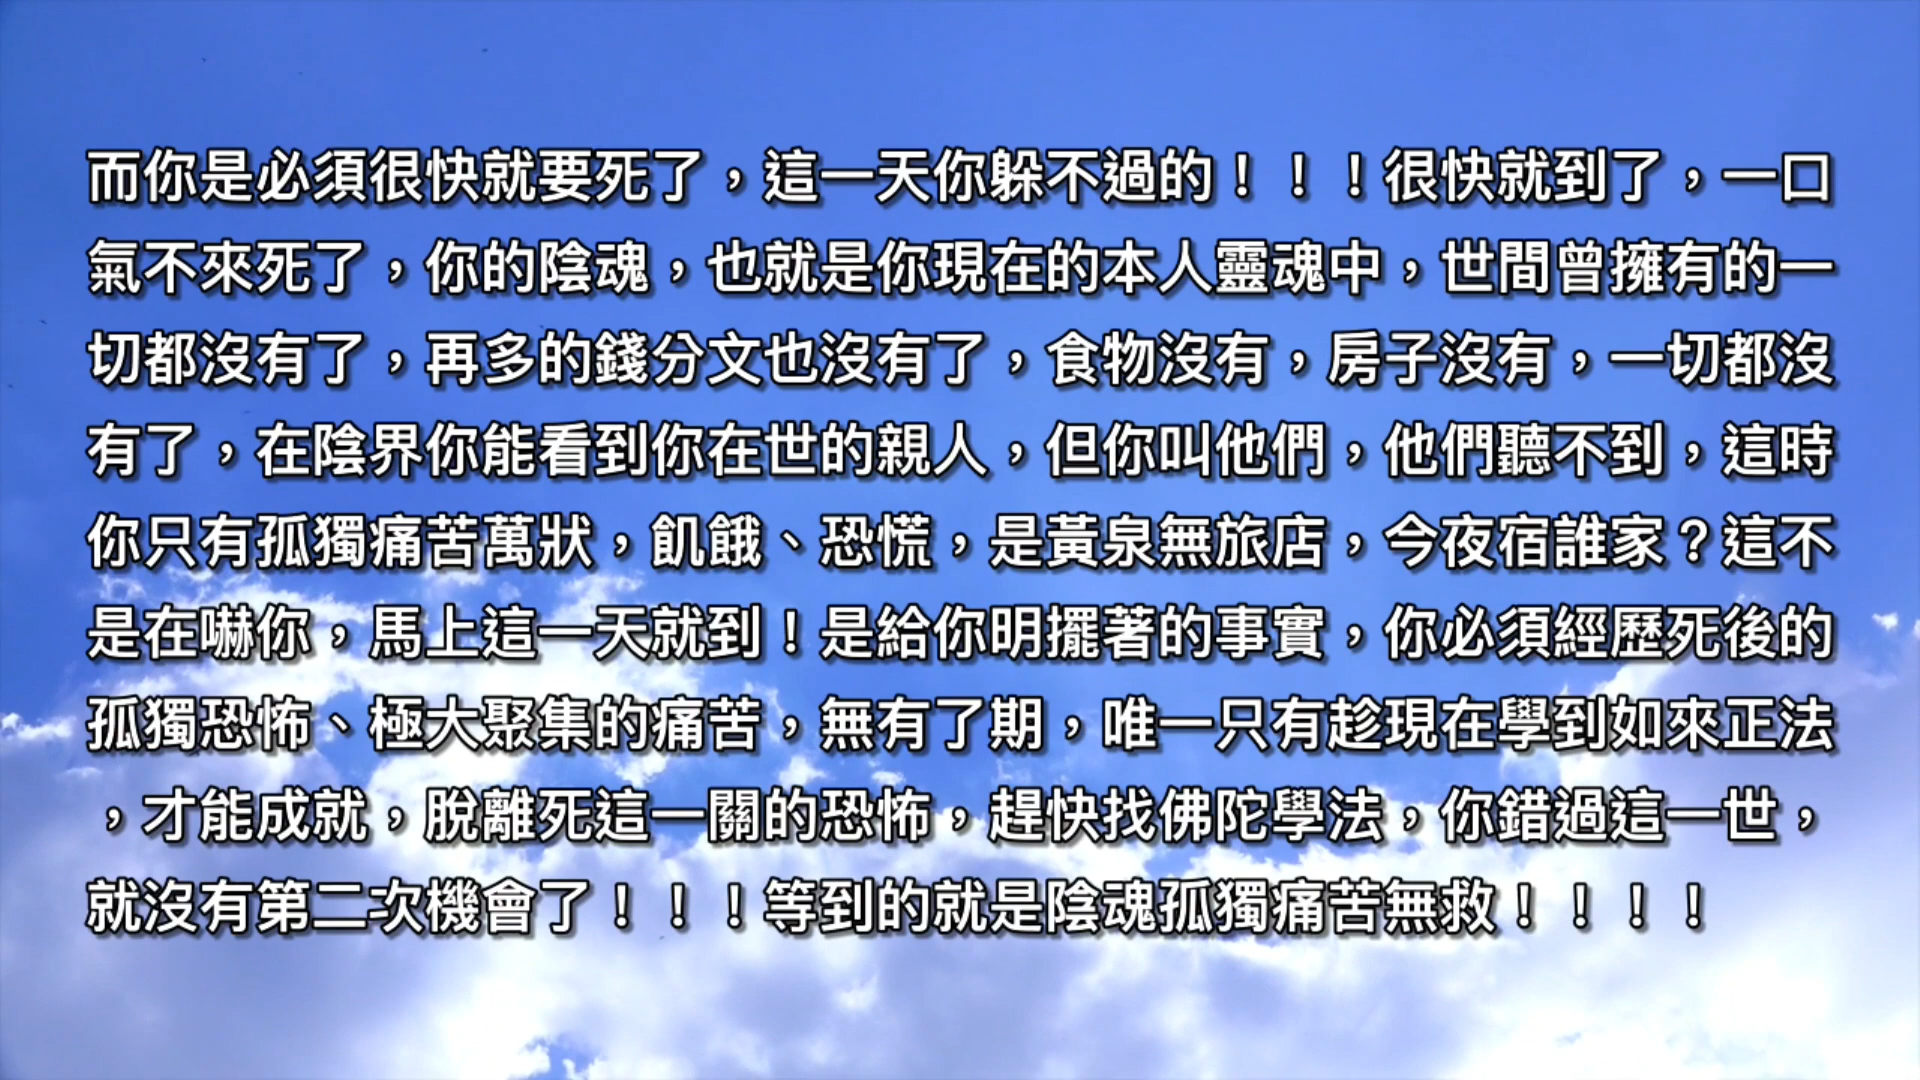 而你是必須很快就要死了，這一天你躲不過的！！！很快就到了，一口
氣不來死了，你的陰魂，也就是你現在的本人靈魂中，世間曾擁有的一
切都沒有了，再多的錢分文也沒有了，食物沒有，房子沒有，一切都沒
有了，在陰界你能看到你在世的親人，但你叫他們，他們聽不到，這時
你只有孤獨痛苦萬狀，飢餓、恐慌，是黃泉無旅店，今夜宿誰家？這不
是在嚇你，馬上這一天就到！是給你明擺著的事實，你必須經歷死後的
孤獨恐怖、極大聚集的痛苦，無有了期，唯一只有趁現在學到如來正法
，才能成就，脫離死這一關的恐怖，趕快找佛陀學法，你錯過這一世，
就沒有第二次機會了！！！等到的就是陰魂孤獨痛苦無救！！！！